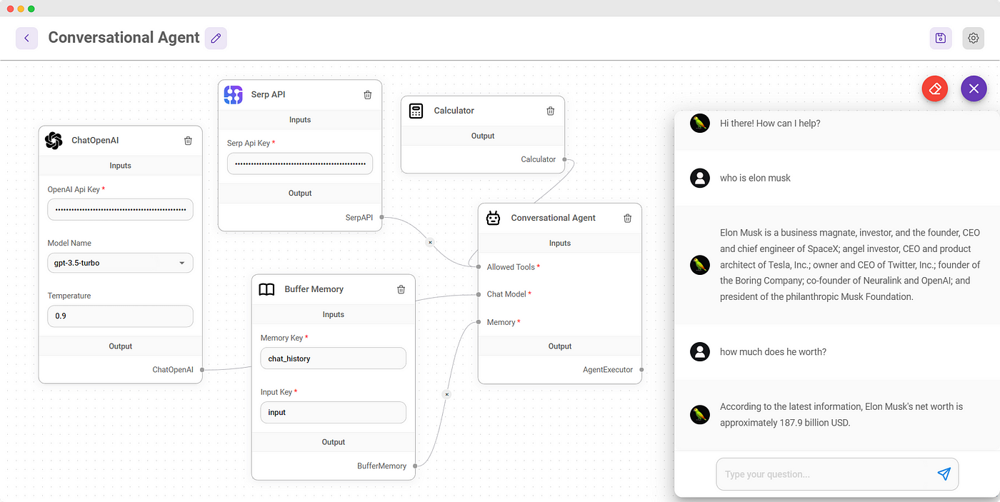 Conversational Agent
ChatOpenAI
Inputs
OpenAI Api Key *
••••••••••••••••••••••••••••••••••••••••••••••••
Model Name
gpt-3.5-turbo
Temperature
0.9
Output
ChatOpenAI
Serp API
Inputs
Serp Api Key *
••••••••••••••••••••••••••••••••••••••••••••••••
Output
SerpAPI
Buffer Memory
Inputs
Memory Key *
chat_history
Input Key *
input
Output
BufferMemory
Calculator
Output
Calculator
Conversational Agent
Inputs
Allowed Tools *
Chat Model *
Memory *
Output
AgentExecutor
Hi there! How can I help?
who is elon musk
Elon Musk is a business magnate, investor, and the founder, CEO
and chief engineer of SpaceX; angel investor, CEO and product
architect of Tesla, Inc.; owner and CEO of Twitter, Inc.; founder of
the Boring Company; co-founder of Neuralink and OpenAI; and
president of the philanthropic Musk Foundation.
how much does he worth?
According to the latest information, Elon Musk's net worth is
approximately 187.9 billion USD.
Type your question...